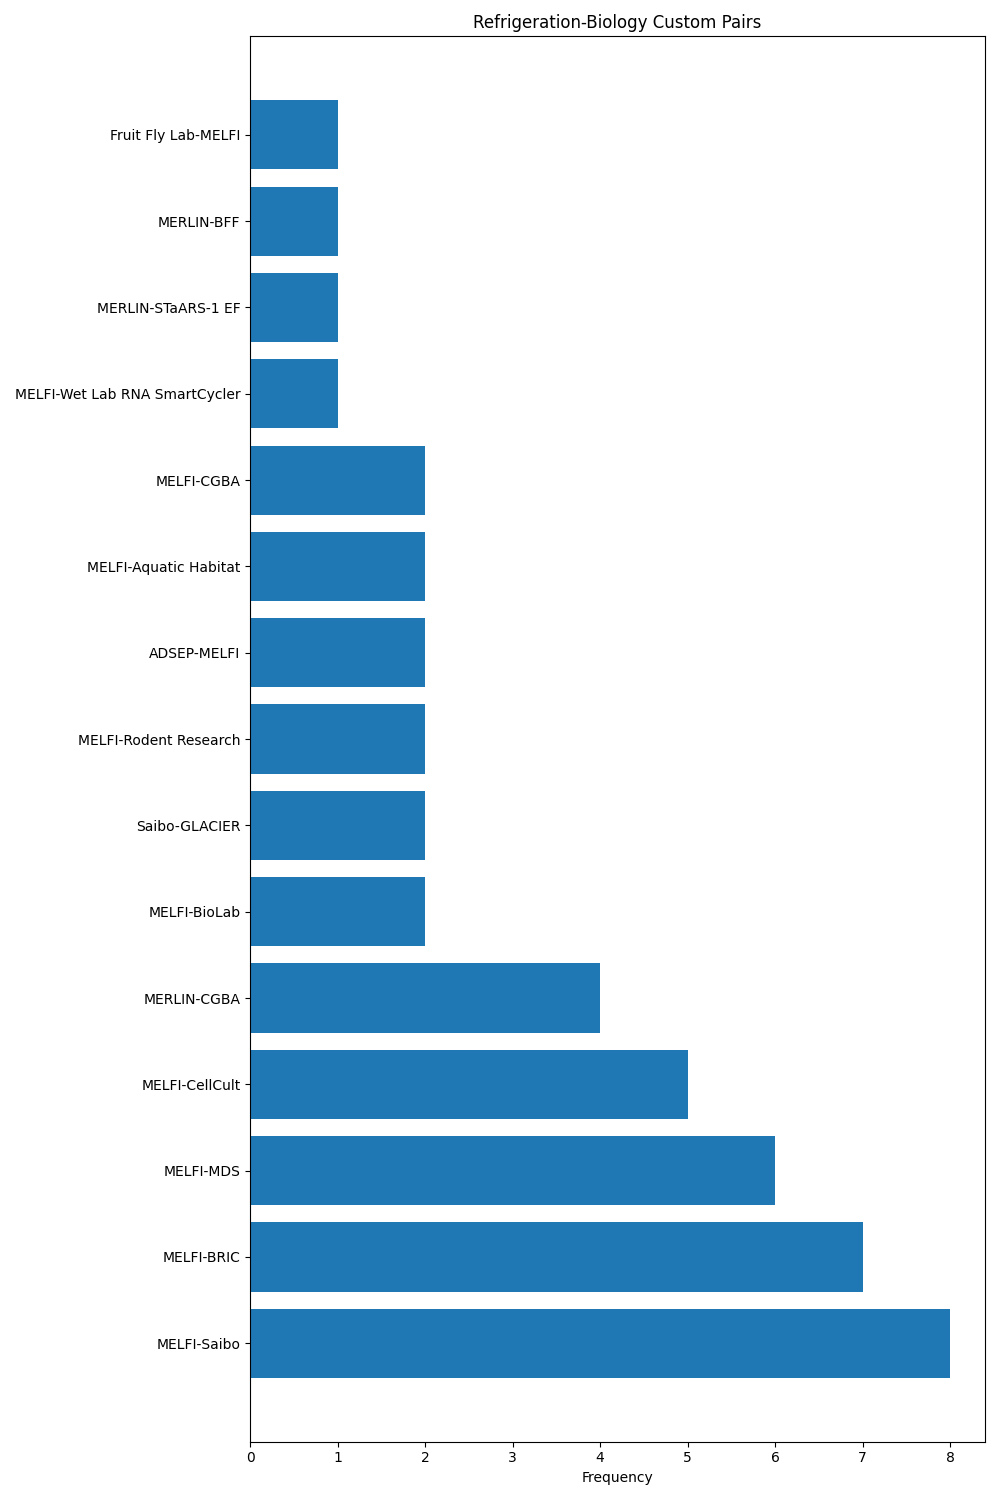 Refrigeration-Biology Custom Pairs
Fruit Fly Lab-MELFI
MERLIN-BFF
MERLIN-STaARS-1 EF
MELFI-Wet Lab RNA SmartCycler
MELFI-CGBA
MELFI-Aquatic Habitat
ADSEP-MELFI
MELFI-Rodent Research
Saibo-GLACIER
MELFI-BioLab
MERLIN-CGBA
MELFI-CellCult
MELFI-MDS
MELFI-BRIC
MELFI-Saibo
0 1 2 3 4 5 6 7 8
Frequency